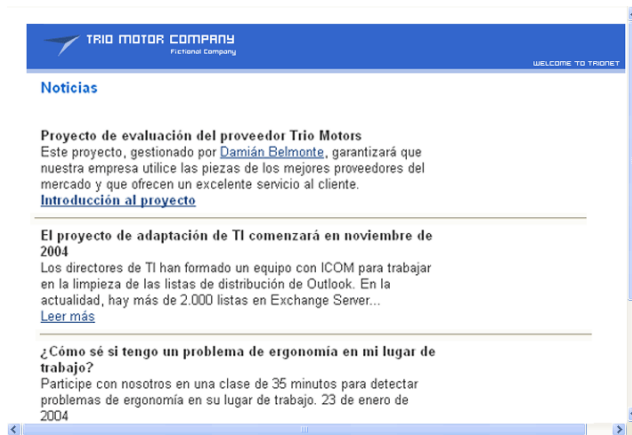 TRIO MOTOR COMPANY
Fictional Company
WELCOME TO TRIONET
Noticias
Proyecto de evaluación del proveedor Trio Motors
Este proyecto, gestionado por Damián Belmonte, garantizará que
nuestra empresa utilice las piezas de los mejores proveedores del
mercado y que ofrecen un excelente servicio al cliente.
Introducción al proyecto
El proyecto de adaptación de TI comenzará en noviembre de
2004
Los directores de TI han formado un equipo con ICOM para trabajar
en la limpieza de las listas de distribución de Outlook. En la
actualidad, hay más de 2.000 listas en Exchange Server...
Leer más
¿Cómo sé si tengo un problema de ergonomía en mi lugar de
trabajo?
Participe con nosotros en una clase de 35 minutos para detectar
problemas de ergonomía en su lugar de trabajo. 23 de enero de
2004